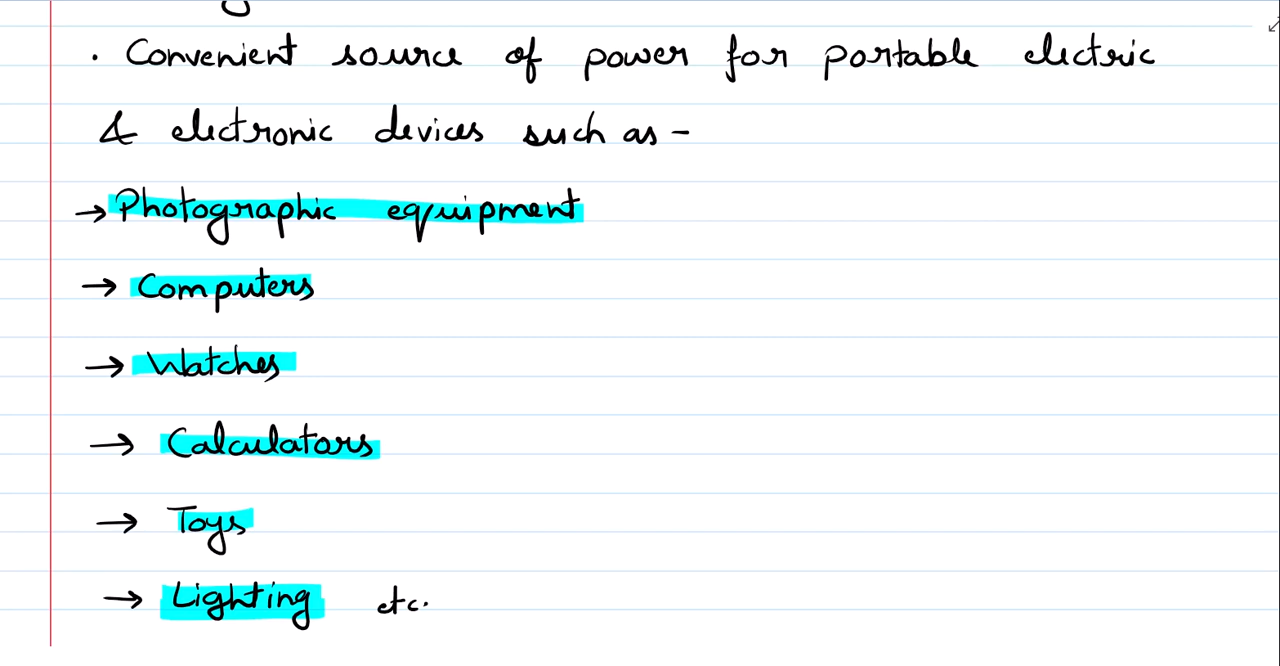 · Convenient source of power for portable electric
& electronic devices such as -
→ Photographic equipment
→ Computers
→ Watches
→ Calculators
→ Toys
→ Lighting etc.